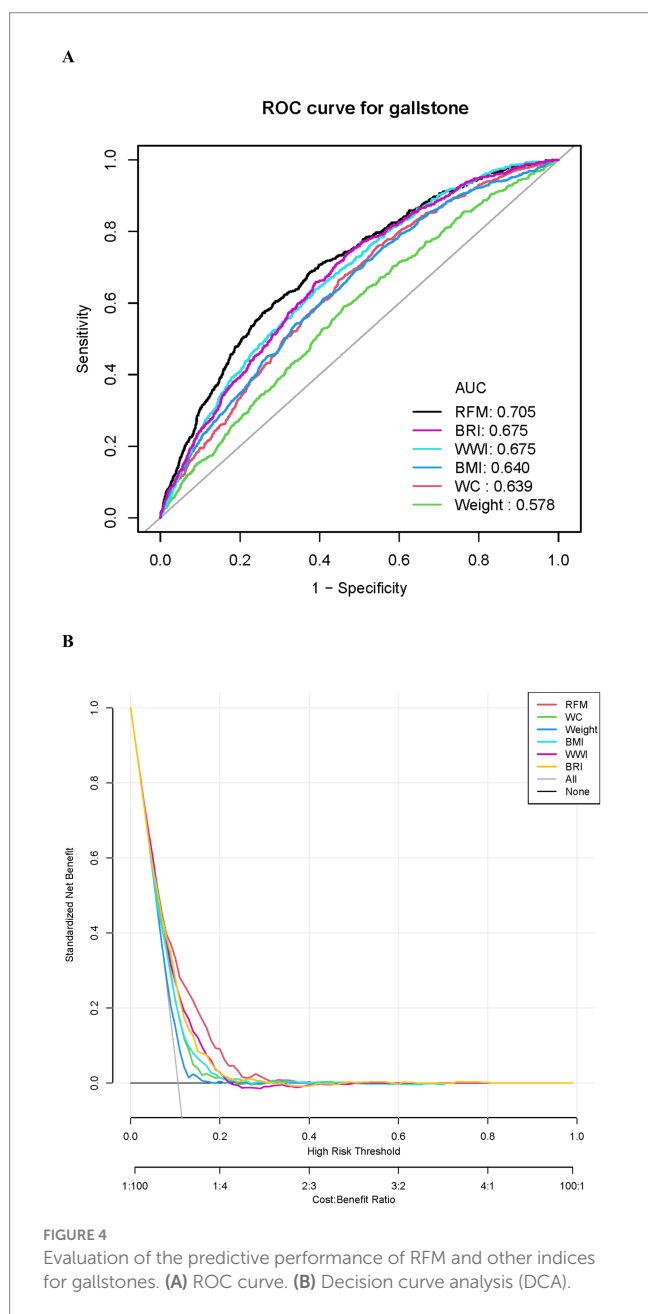 A
ROC curve for gallstone
Sensitivity
0.0 0.2 0.4 0.6 0.8 1.0
AUC
RFM: 0.705
BRI: 0.675
WWI: 0.675
BMI: 0.640
WC : 0.639
Weight : 0.578
0.0 0.2 0.4 0.6 0.8 1.0
1 − Specificity
B
Standardized Net Benefit
0.0 0.2 0.4 0.6 0.8 1.0
RFM
WC
Weight
BMI
WWI
BRI
All
None
0.0 0.2 0.4 0.6 0.8 1.0
High Risk Threshold
1:100 1:4 2:3 3:2 4:1 100:1
Cost:Benefit Ratio
FIGURE 4
Evaluation of the predictive performance of RFM and other indices
for gallstones. (A) ROC curve. (B) Decision curve analysis (DCA).